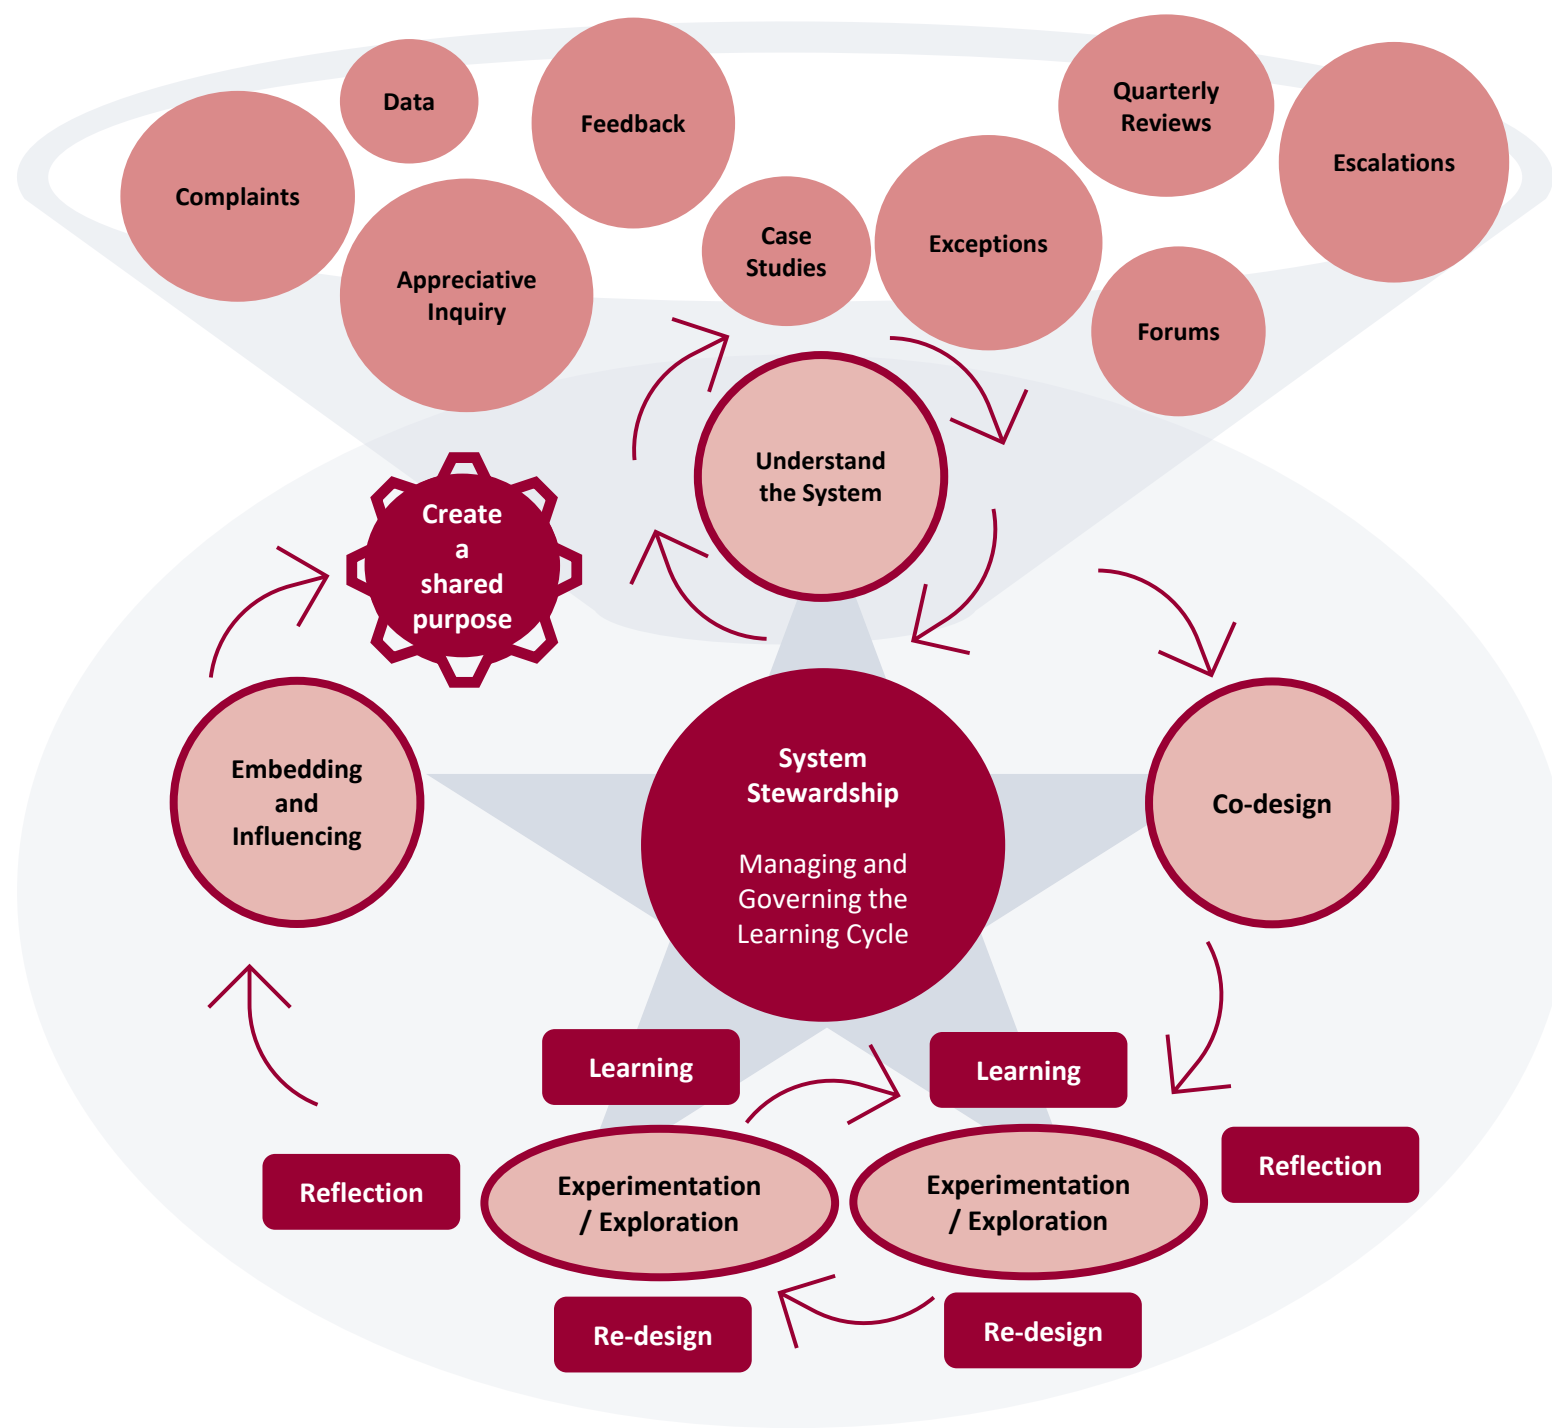 Data
Feedback
Quarterly
Reviews
Escalations
Complaints
Case
Studies
Exceptions
Appreciative
Inquiry
Forums
Understand
the System
Create
a
shared
purpose
Embedding
and
Influencing
System
Stewardship
Managing and
Governing the
Learning Cycle
Co-design
Learning
Learning
Reflection
Experimentation
/ Exploration
Experimentation
/ Exploration
Reflection
Re-design
Re-design